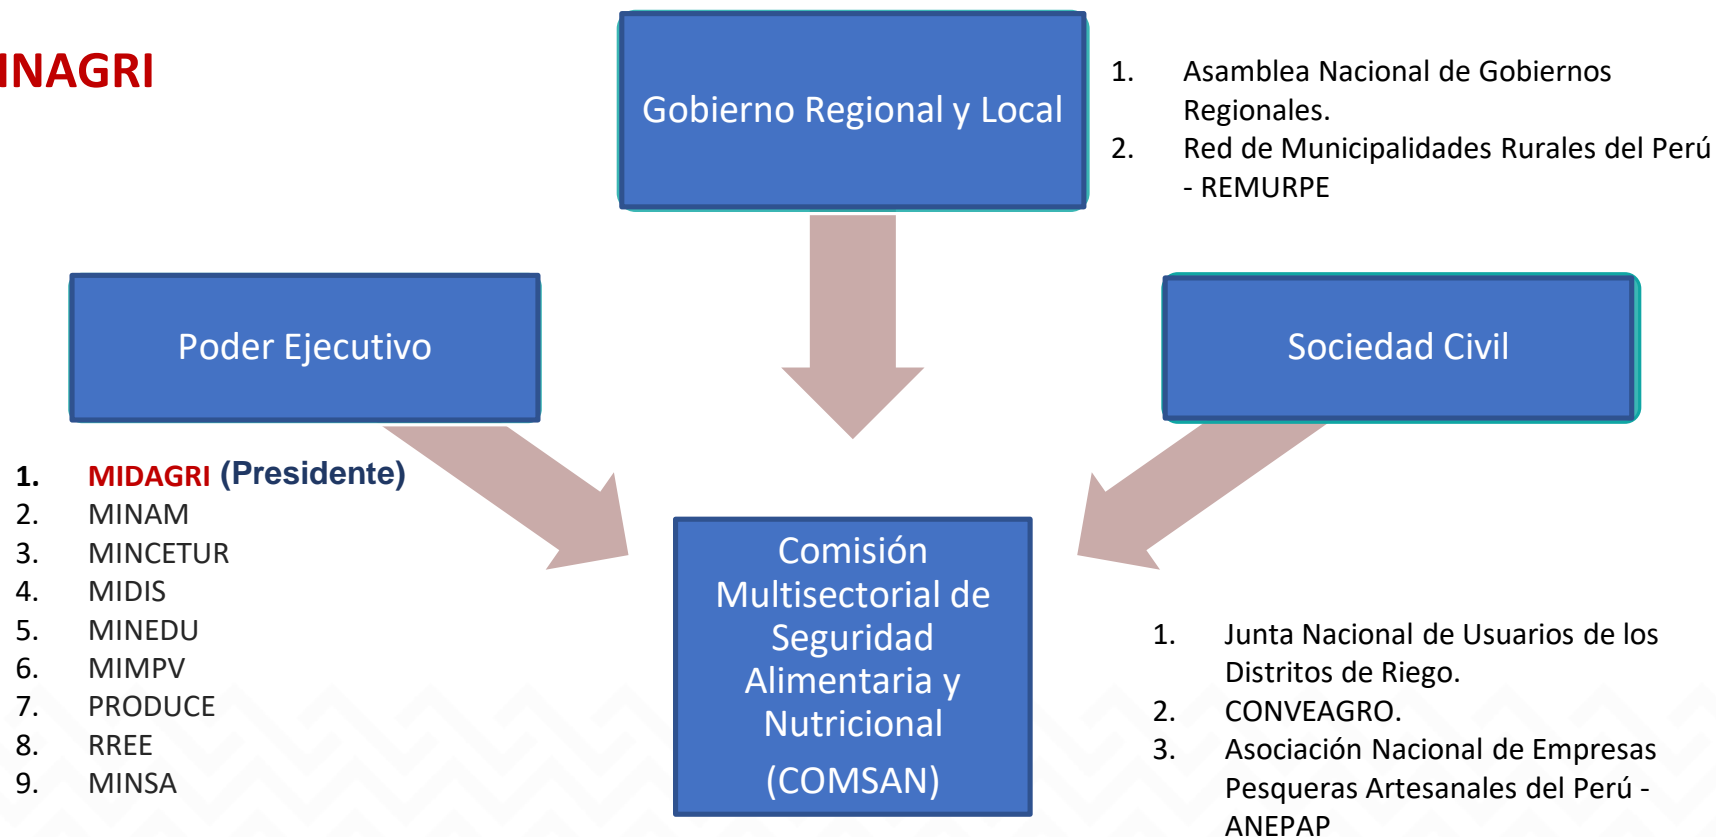 INAGRI
Gobierno Regional y Local
1. Asamblea Nacional de Gobiernos
Regionales.
2. Red de Municipalidades Rurales del Perú
- REMURPE
Poder Ejecutivo
Sociedad Civil
1. MIDAGRI (Presidente)
2. MINAM
3. MINCETUR
4. MIDIS
5. MINEDU
6. MIMPV
7. PRODUCE
8. RREE
9. MINSA
Comisión
Multisectorial de
Seguridad
Alimentaria y
Nutricional
(COMSAN)
1. Junta Nacional de Usuarios de los
Distritos de Riego.
2. CONVEAGRO.
3. Asociación Nacional de Empresas
Pesqueras Artesanales del Perú -
ANEPAP